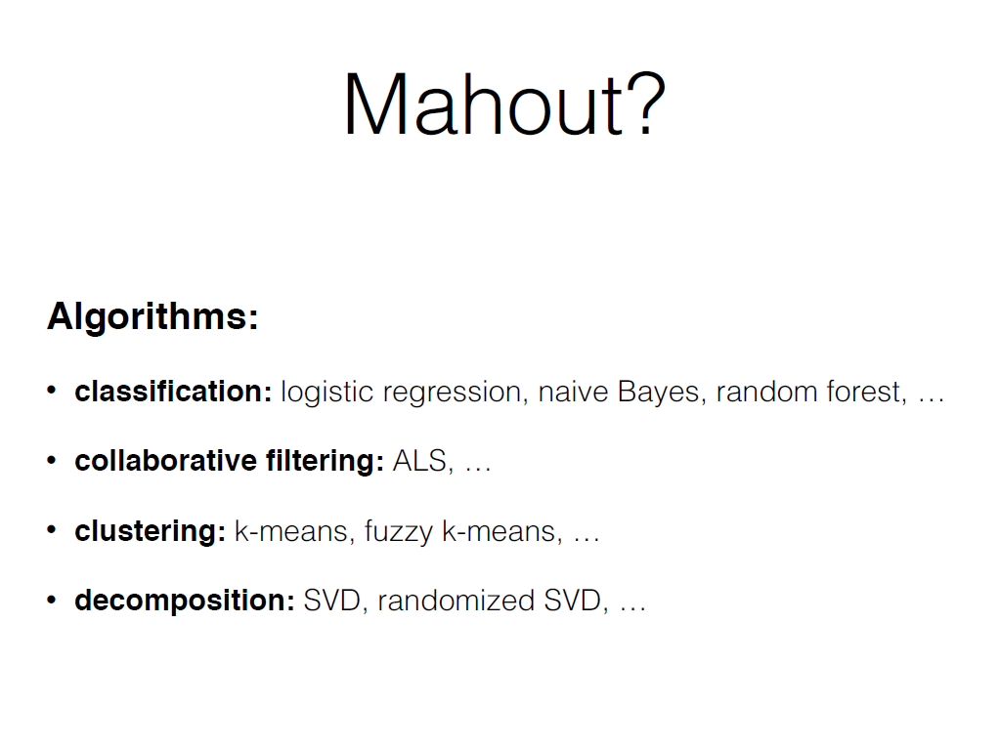 Mahout?
Algorithms:
• classification: logistic regression, naive Bayes, random forest, …
• collaborative filtering: ALS, …
• clustering: k-means, fuzzy k-means, …
• decomposition: SVD, randomized SVD, …